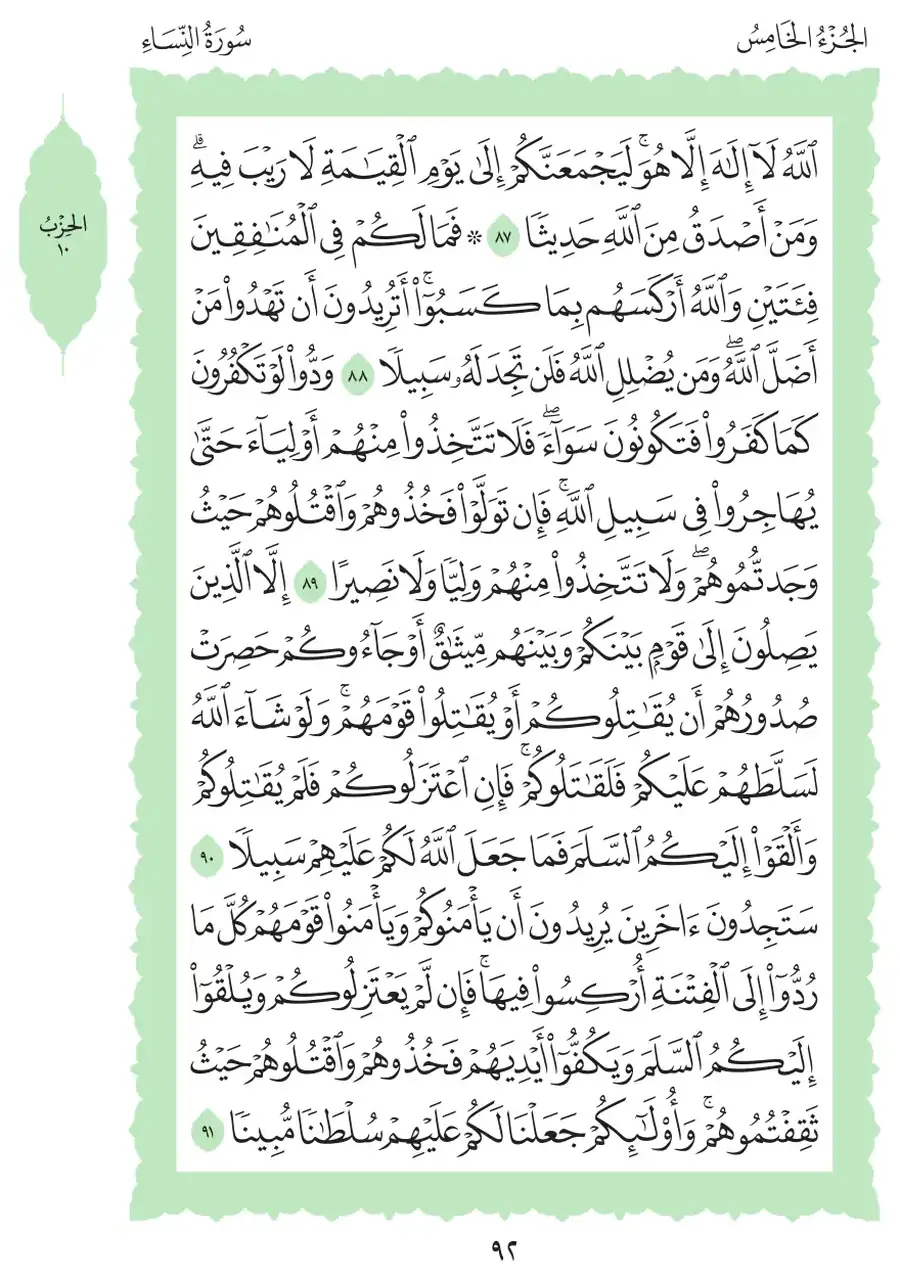 الجُزْءُ الخَامِسُ
سُورَةُ النِّسَاءِ
الحِزْبُ
١٠
ٱللَّهُ لَآ إِلَٰهَ إِلَّا هُوَۚ لَيَجْمَعَنَّكُمْ إِلَىٰ يَوْمِ ٱلْقِيَٰمَةِ لَا رَيْبَ فِيهِۗ
وَمَنْ أَصْدَقُ مِنَ ٱللَّهِ حَدِيثًا ٨٧ * فَمَا لَكُمْ فِى ٱلْمُنَٰفِقِينَ
فِئَتَيْنِ وَٱللَّهُ أَرْكَسَهُم بِمَا كَسَبُوٓا۟ۚ أَتُرِيدُونَ أَن تَهْدُوا۟ مَنْ
أَضَلَّ ٱللَّهُۖ وَمَن يُضْلِلِ ٱللَّهُ فَلَن تَجِدَ لَهُۥ سَبِيلًا ٨٨ وَدُّوا۟ لَوْ تَكْفُرُونَ
كَمَا كَفَرُوا۟ فَتَكُونُونَ سَوَآءًۖ فَلَا تَتَّخِذُوا۟ مِنْهُمْ أَوْلِيَآءَ حَتَّىٰ
يُهَاجِرُوا۟ فِى سَبِيلِ ٱللَّهِۚ فَإِن تَوَلَّوْا۟ فَخُذُوهُمْ وَٱقْتُلُوهُمْ حَيْثُ
وَجَدتُّمُوهُمْۖ وَلَا تَتَّخِذُوا۟ مِنْهُمْ وَلِيًّا وَلَا نَصِيرًا ٨٩ إِلَّا ٱلَّذِينَ
يَصِلُونَ إِلَىٰ قَوْمٍۭ بَيْنَكُمْ وَبَيْنَهُم مِّيثَٰقٌ أَوْ جَآءُوكُمْ حَصِرَتْ
صُدُورُهُمْ أَن يُقَٰتِلُوكُمْ أَوْ يُقَٰتِلُوا۟ قَوْمَهُمْۚ وَلَوْ شَآءَ ٱللَّهُ
لَسَلَّطَهُمْ عَلَيْكُمْ فَلَقَٰتَلُوكُمْۚ فَإِنِ ٱعْتَزَلُوكُمْ فَلَمْ يُقَٰتِلُوكُمْ
وَأَلْقَوْا۟ إِلَيْكُمُ ٱلسَّلَمَ فَمَا جَعَلَ ٱللَّهُ لَكُمْ عَلَيْهِمْ سَبِيلًا ٩٠
سَتَجِدُونَ ءَاخَرِينَ يُرِيدُونَ أَن يَأْمَنُوكُمْ وَيَأْمَنُوا۟ قَوْمَهُمْ كُلَّ مَا
رُدُّوٓا۟ إِلَى ٱلْفِتْنَةِ أُرْكِسُوا۟ فِيهَاۚ فَإِن لَّمْ يَعْتَزِلُوكُمْ وَيُلْقُوٓا۟
إِلَيْكُمُ ٱلسَّلَمَ وَيَكُفُّوٓا۟ أَيْدِيَهُمْ فَخُذُوهُمْ وَٱقْتُلُوهُمْ حَيْثُ
ثَقِفْتُمُوهُمْۚ وَأُو۟لَٰٓئِكُمْ جَعَلْنَا لَكُمْ عَلَيْهِمْ سُلْطَٰنًا مُّبِينًا ٩١
٩٢